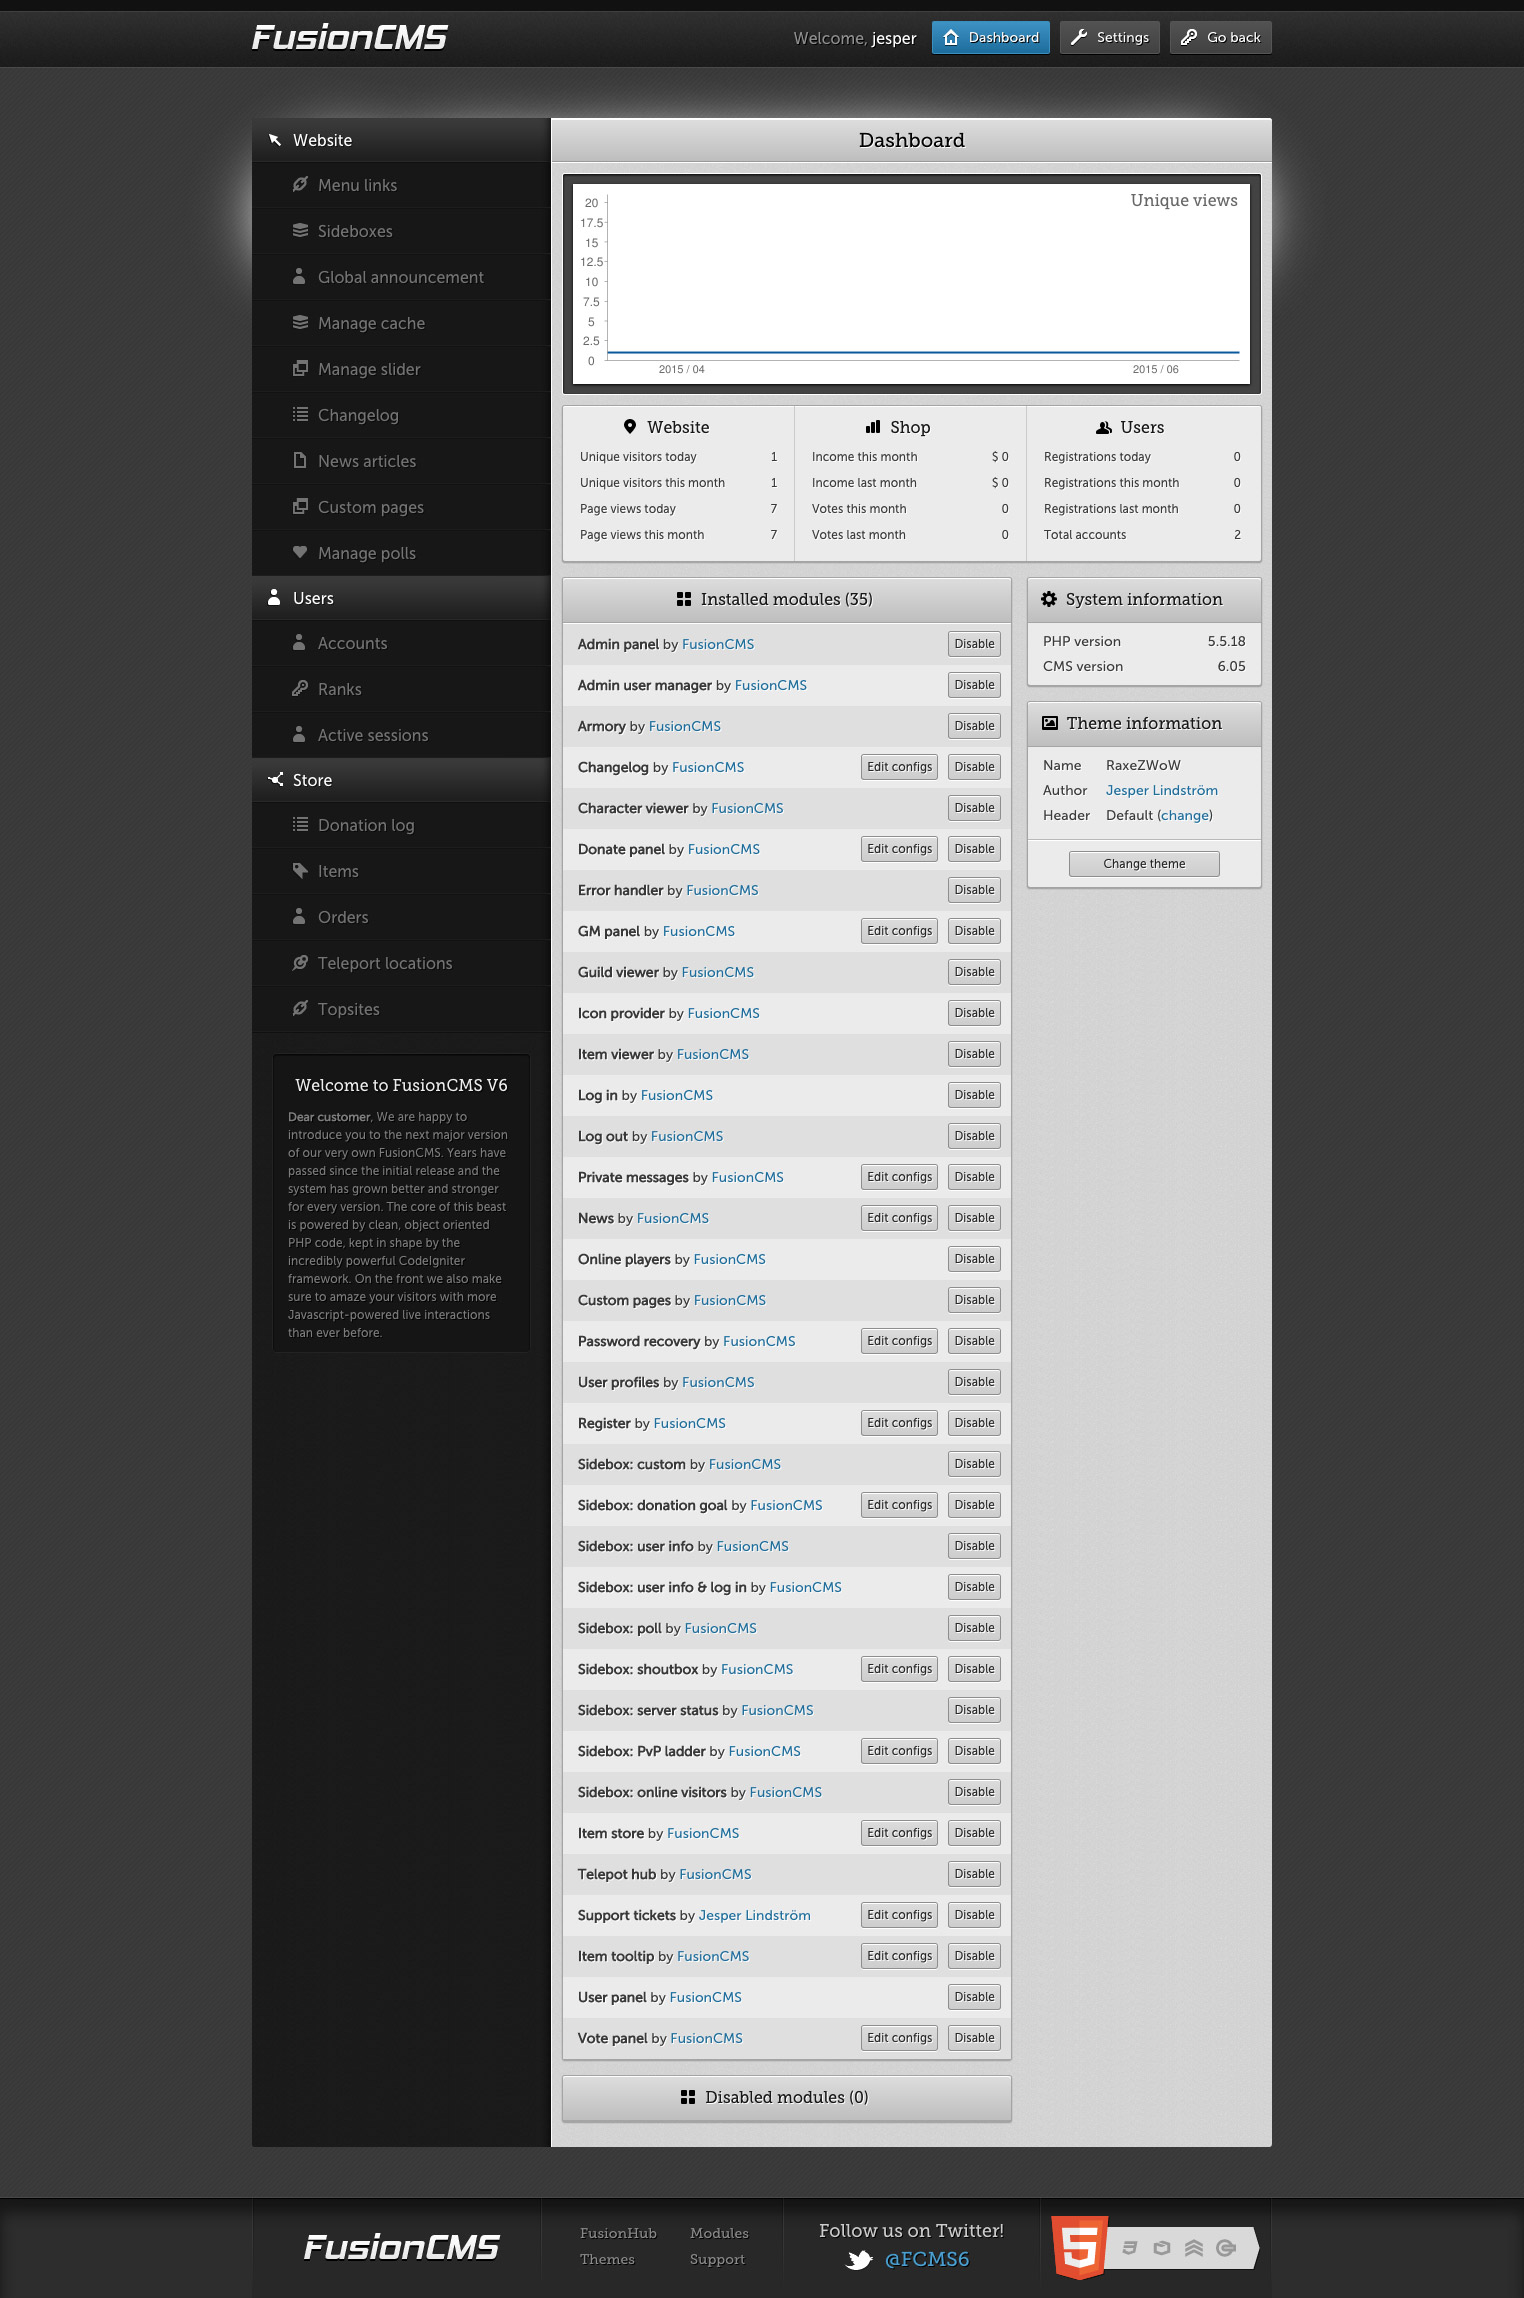 FusionCMS
Welcome, jesper
Dashboard
Settings
Go back
Website
Menu links
Sideboxes
Global announcement
Manage cache
Manage slider
Changelog
News articles
Custom pages
Manage polls
Users
Accounts
Ranks
Active sessions
Store
Donation log
Items
Orders
Teleport locations
Topsites
Welcome to FusionCMS V6
Dear customer, We are happy to
introduce you to the next major version
of our very own FusionCMS. Years have
passed since the initial release and the
system has grown better and stronger
for every version. The core of this beast
is powered by clean, object oriented
PHP code, kept in shape by the
incredibly powerful CodeIgniter
framework. On the front we also make
sure to amaze your visitors with more
Javascript-powered live interactions
than ever before.
Dashboard
Unique views
20
17.5
15
12.5
10
7.5
5
2.5
0
2015 / 04
2015 / 06
Website
Unique visitors today 1
Unique visitors this month 1
Page views today 7
Page views this month 7
Shop
Income this month $ 0
Income last month $ 0
Votes this month 0
Votes last month 0
Users
Registrations today 0
Registrations this month 0
Registrations last month 0
Total accounts 2
Installed modules (35)
Admin panel by FusionCMS Disable
Admin user manager by FusionCMS Disable
Armory by FusionCMS Disable
Changelog by FusionCMS Edit configs Disable
Character viewer by FusionCMS Disable
Donate panel by FusionCMS Edit configs Disable
Error handler by FusionCMS Disable
GM panel by FusionCMS Edit configs Disable
Guild viewer by FusionCMS Disable
Icon provider by FusionCMS Disable
Item viewer by FusionCMS Disable
Log in by FusionCMS Disable
Log out by FusionCMS Disable
Private messages by FusionCMS Edit configs Disable
News by FusionCMS Edit configs Disable
Online players by FusionCMS Disable
Custom pages by FusionCMS Disable
Password recovery by FusionCMS Edit configs Disable
User profiles by FusionCMS Disable
Register by FusionCMS Edit configs Disable
Sidebox: custom by FusionCMS Disable
Sidebox: donation goal by FusionCMS Edit configs Disable
Sidebox: user info by FusionCMS Disable
Sidebox: user info & log in by FusionCMS Disable
Sidebox: poll by FusionCMS Disable
Sidebox: shoutbox by FusionCMS Edit configs Disable
Sidebox: server status by FusionCMS Disable
Sidebox: PvP ladder by FusionCMS Edit configs Disable
Sidebox: online visitors by FusionCMS Disable
Item store by FusionCMS Edit configs Disable
Telepot hub by FusionCMS Disable
Support tickets by Jesper Lindström Edit configs Disable
Item tooltip by FusionCMS Edit configs Disable
User panel by FusionCMS Disable
Vote panel by FusionCMS Edit configs Disable
Disabled modules (0)
System information
PHP version 5.5.18
CMS version 6.05
Theme information
Name RaxeZWoW
Author Jesper Lindström
Header Default (change)
Change theme
FusionCMS
FusionHub
Modules
Themes
Support
Follow us on Twitter!
@FCMS6
5